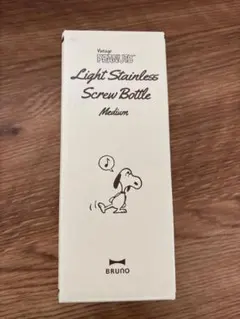 Vintage
PEANUTS
Light Stainless
Screw Bottle
Medium
BRUNO